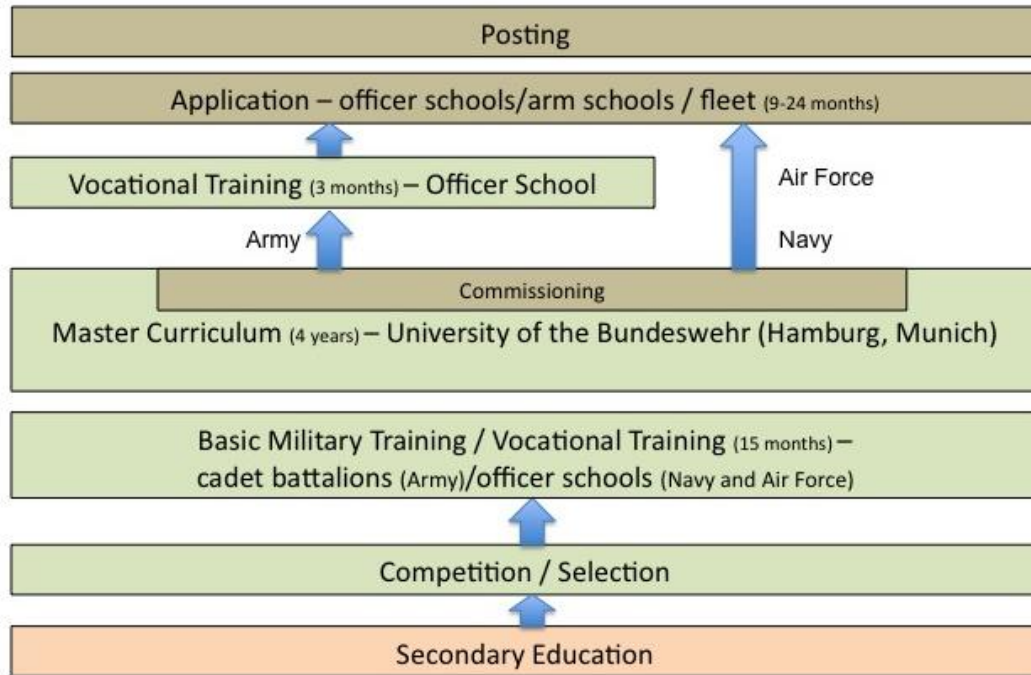 Posting
Application – officer schools/arm schools / fleet (9-24 months)
Vocational Training (3 months) – Officer School
Air Force
Army
Navy
Commissioning
Master Curriculum (4 years) – University of the Bundeswehr (Hamburg, Munich)
Basic Military Training / Vocational Training (15 months) –
cadet battalions (Army)/officer schools (Navy and Air Force)
Competition / Selection
Secondary Education